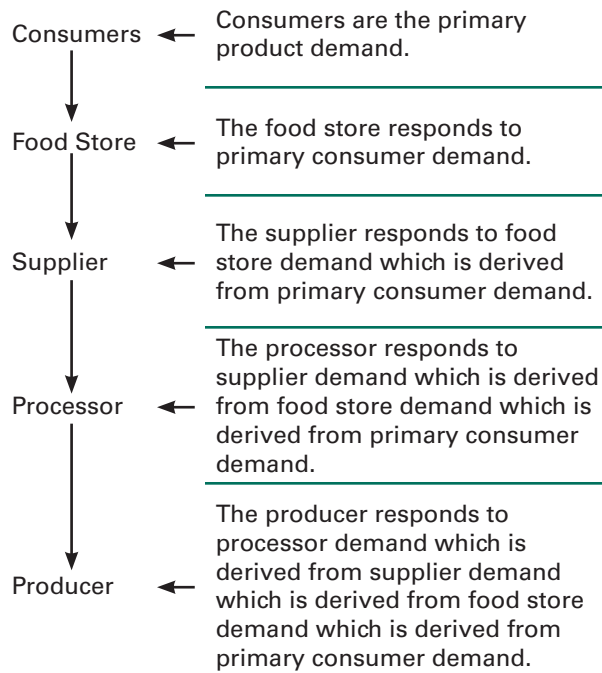 Consumers
Consumers are the primary
product demand.
Food Store
The food store responds to
primary consumer demand.
Supplier
The supplier responds to food
store demand which is derived
from primary consumer demand.
Processor
The processor responds to
supplier demand which is derived
from food store demand which is
derived from primary consumer
demand.
Producer
The producer responds to
processor demand which is
derived from supplier demand
which is derived from food store
demand which is derived from
primary consumer demand.